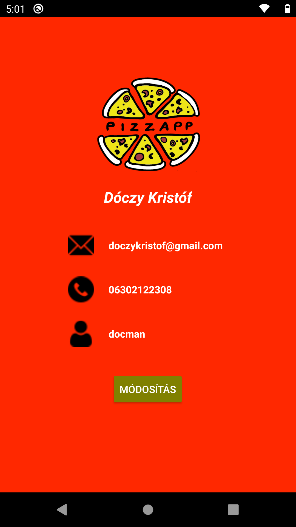 5:01
PIZZAPP
Dóczy Kristóf
doczykristof@gmail.com
06302122308
docman
MÓDOSÍTÁS